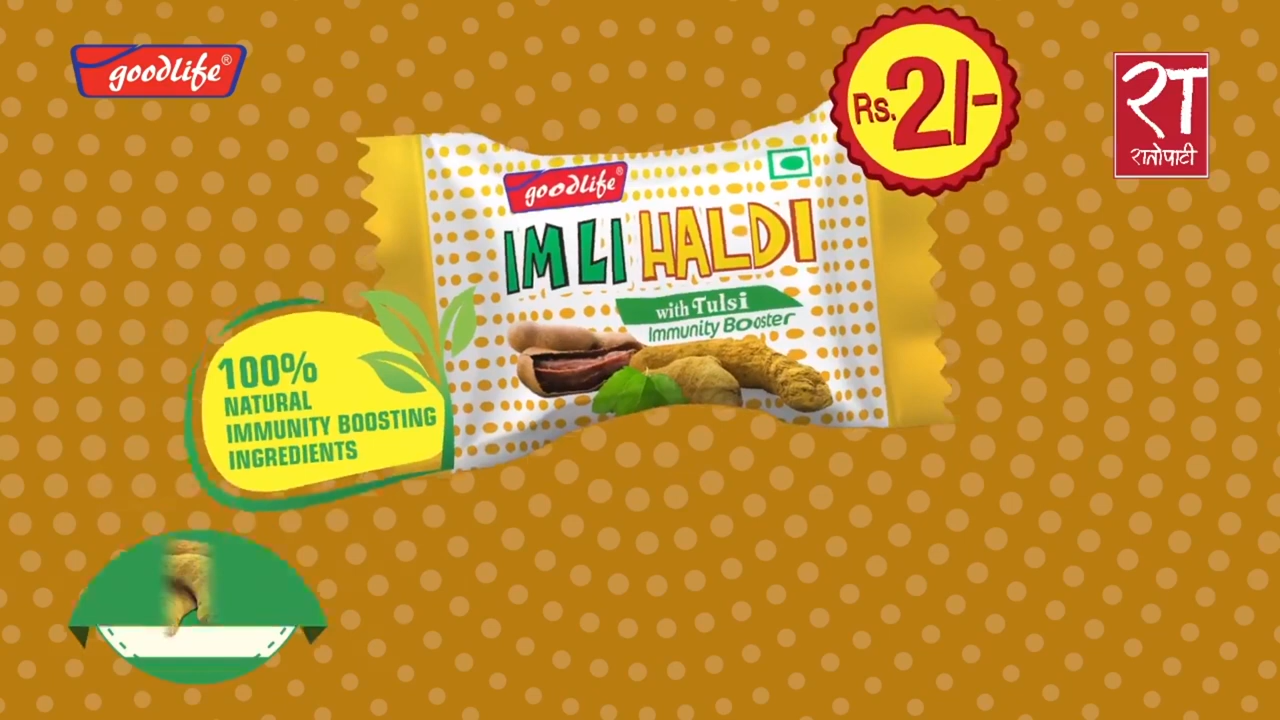 goodlife®
Rs. 2/-
रा
रातोपाटी
goodlife®
IMLI HALDI
with Tulsi
Immunity Booster
100%
NATURAL
IMMUNITY BOOSTING
INGREDIENTS